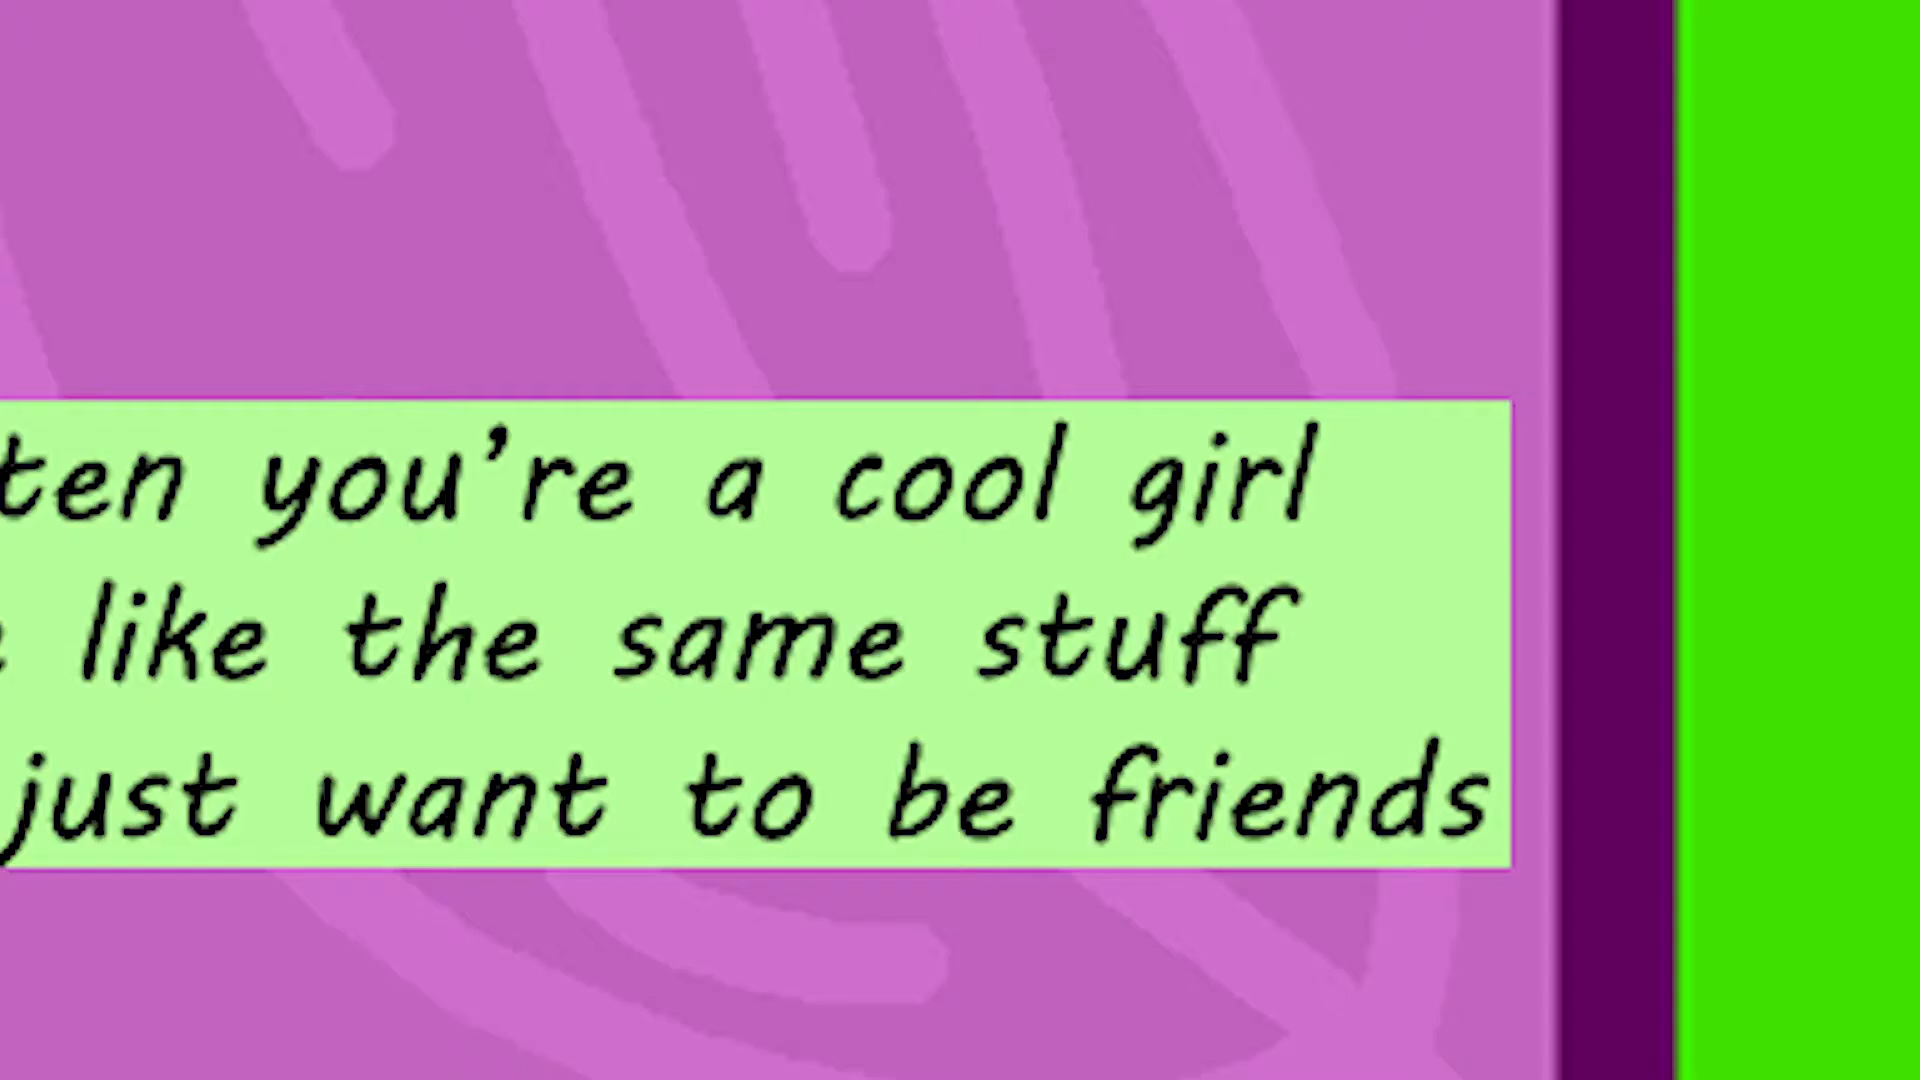 ten you're a cool girl
like the same stuff
just want to be friends